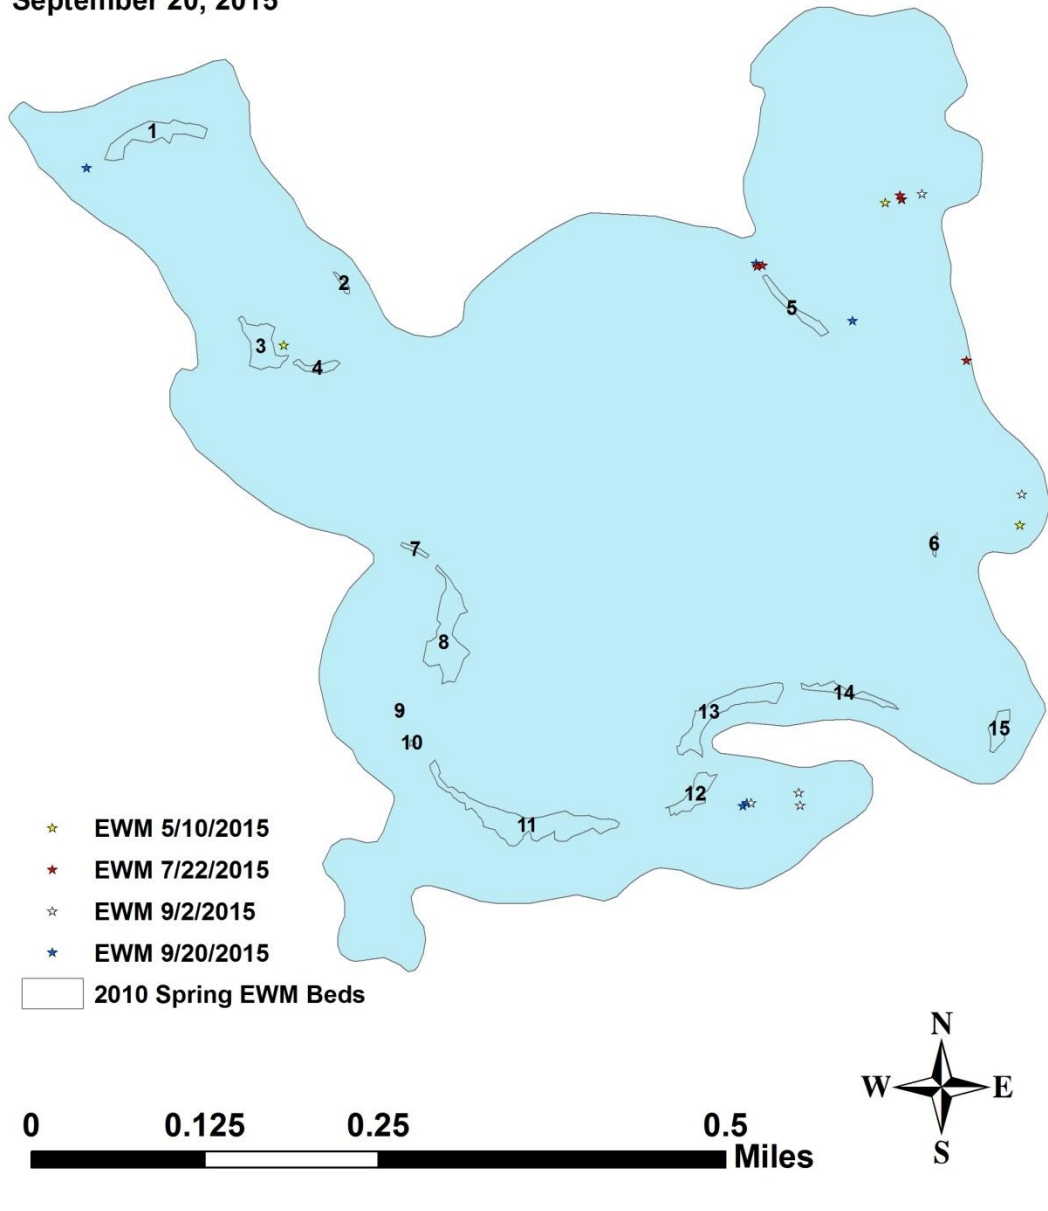 September 20, 2015
1
2
3
4
5
6
7
8
9
10
11
12
13
14
15
EWM 5/10/2015
EWM 7/22/2015
EWM 9/2/2015
EWM 9/20/2015
2010 Spring EWM Beds
N
W E
S
0 0.125 0.25 0.5
Miles